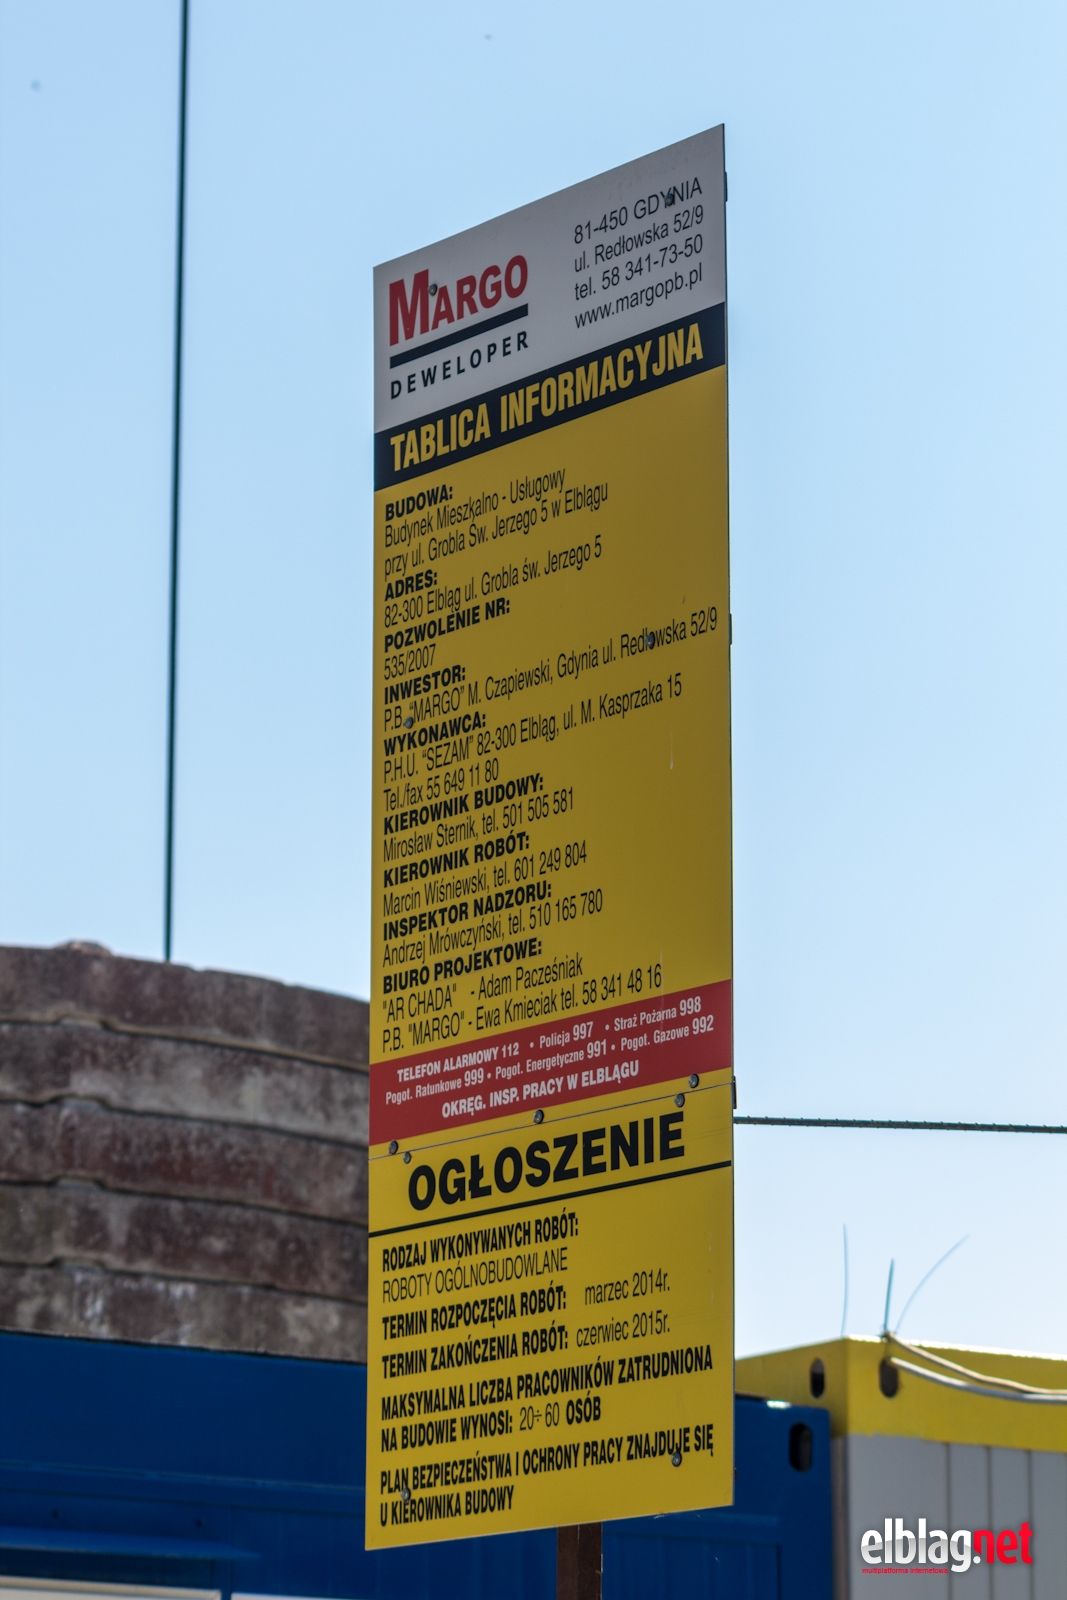 MARGO
DEWELOPER
81-450 GDYNIA
ul. Redłowska 52/9
tel. 58 341-73-50
www.margopb.pl
TABLICA INFORMACYJNA
BUDOWA:
Budynek Mieszkalno - Usługowy
przy ul. Grobla Św. Jerzego 5 w Elblągu
ADRES:
82-300 Elbląg ul. Grobla św. Jerzego 5
POZWOLENIE NR:
535/2007
INWESTOR:
P.B. "MARGO" M. Czapiewski, Gdynia ul. Redłowska 52/9
WYKONAWCA:
P.H.U. "SEZAM" 82-300 Elbląg, ul. M. Kasprzaka 15
Tel./fax 55 649 11 80
KIEROWNIK BUDOWY:
Mirosław Sternik, tel. 501 505 581
KIEROWNIK ROBÓT:
Marcin Wiśniewski, tel. 601 249 804
INSPEKTOR NADZORU:
Andrzej Mrówczyński, tel. 510 165 780
BIURO PROJEKTOWE:
"AR CHADA" - Adam Pacześniak
P.B. "MARGO" - Ewa Kmieciak tel. 58 341 48 16
TELEFON ALARMOWY 112 • Policja 997 • Straż Pożarna 998
Pogot. Ratunkowe 999 • Pogot. Energetyczne 991 • Pogot. Gazowe 992
OKRĘG. INSP. PRACY W ELBLĄGU
OGŁOSZENIE
RODZAJ WYKONYWANYCH ROBÓT:
ROBOTY OGÓLNOBUDOWLANE
TERMIN ROZPOCZĘCIA ROBÓT: marzec 2014r.
TERMIN ZAKOŃCZENIA ROBÓT: czerwiec 2015r.
MAKSYMALNA LICZBA PRACOWNIKÓW ZATRUDNIONA
NA BUDOWIE WYNOSI: 20÷60 OSÓB
PLAN BEZPIECZEŃSTWA I OCHRONY PRACY ZNAJDUJE SIĘ
U KIEROWNIKA BUDOWY
elblag.net
multiplatforma internetowa